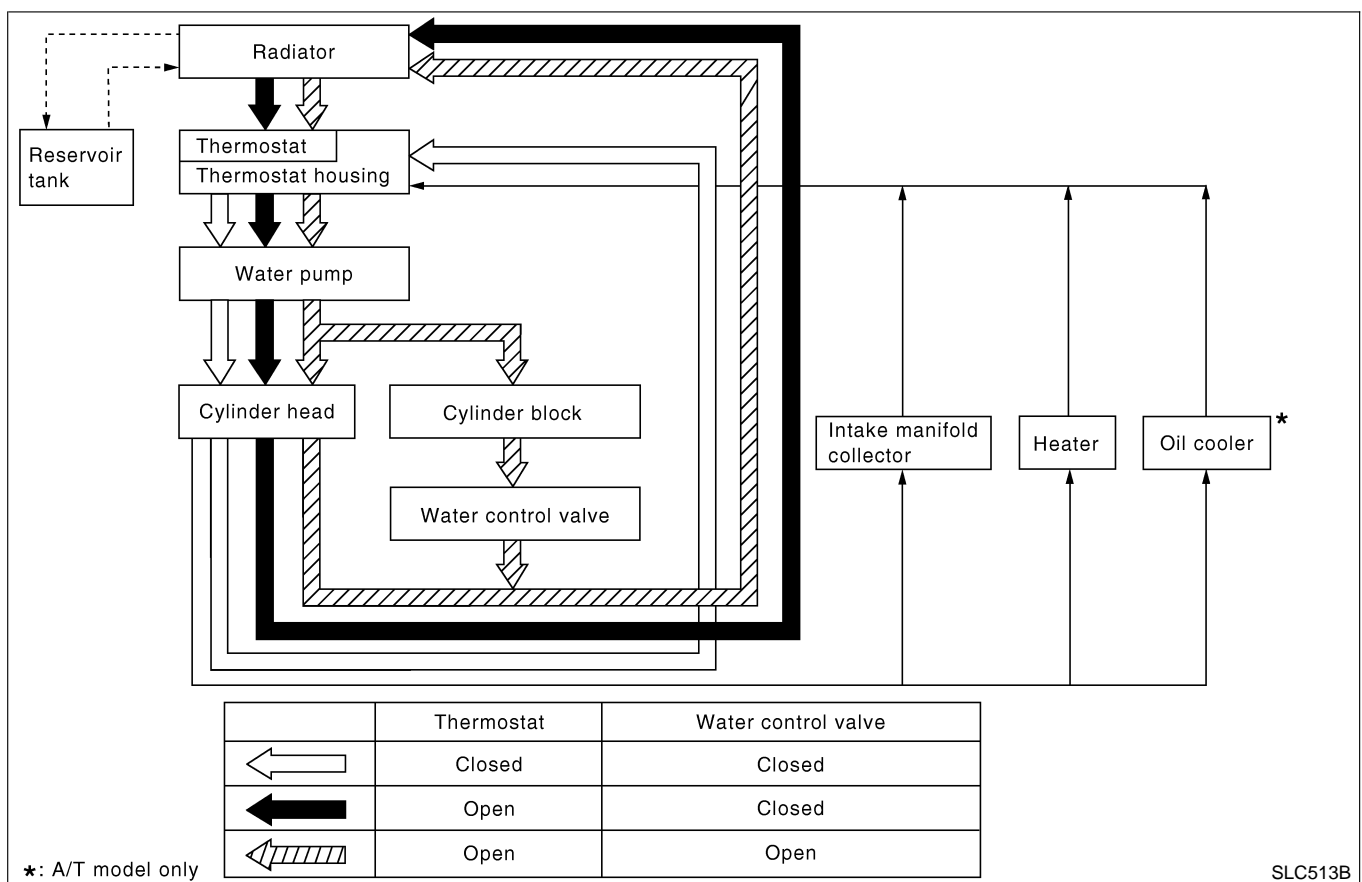 Radiator
Reservoir
tank
Thermostat
Thermostat housing
Water pump
Cylinder head
Cylinder block
Water control valve
Intake manifold
collector
Heater
Oil cooler
*
Thermostat
Water control valve
Closed
Closed
Open
Closed
Open
Open
*: A/T model only
SLC513B